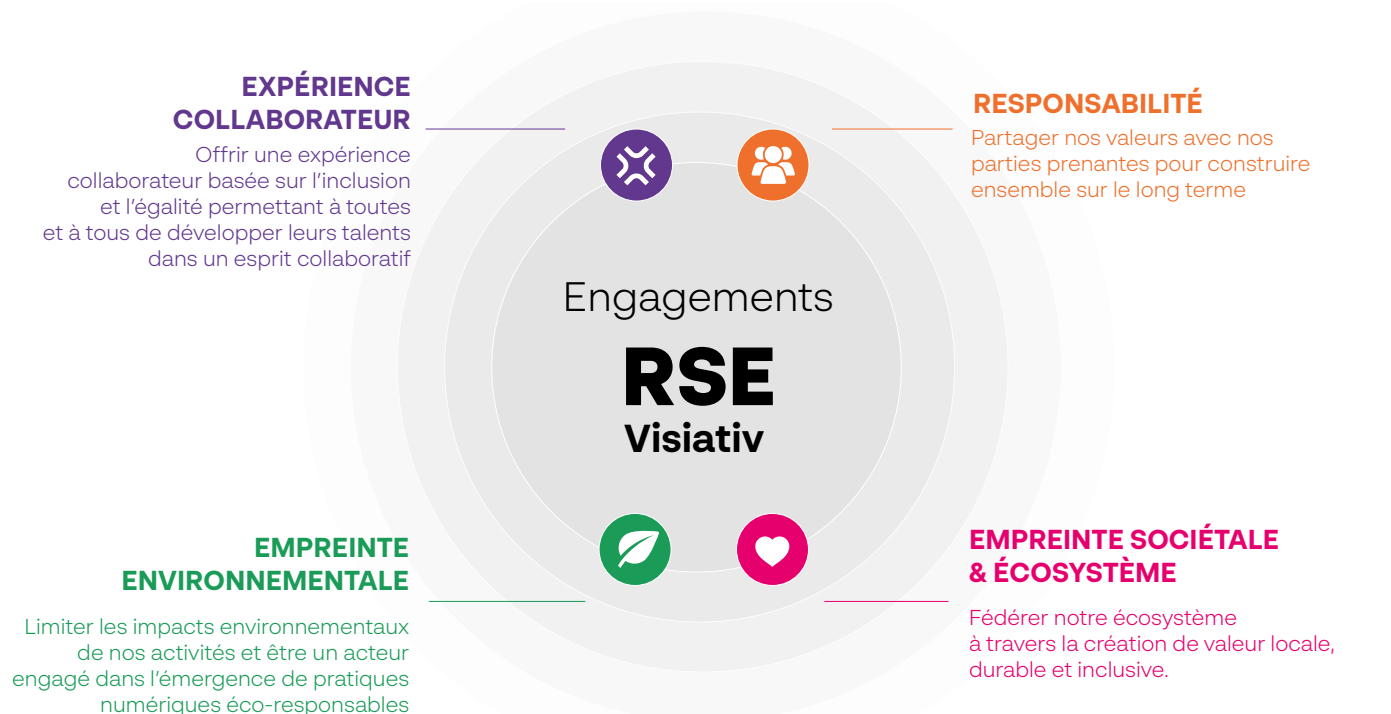 EXPÉRIENCE
COLLABORATEUR
Offrir une expérience
collaborateur basée sur l’inclusion
et l’égalité permettant à toutes
et à tous de développer leurs talents
dans un esprit collaboratif
RESPONSABILITÉ
Partager nos valeurs avec nos
parties prenantes pour construire
ensemble sur le long terme
Engagements
RSE
Visiativ
EMPREINTE
ENVIRONNEMENTALE
Limiter les impacts environnementaux
de nos activités et être un acteur
engagé dans l’émergence de pratiques
numériques éco-responsables
EMPREINTE SOCIÉTALE
& ÉCOSYSTÈME
Fédérer notre écosystème
à travers la création de valeur locale,
durable et inclusive.